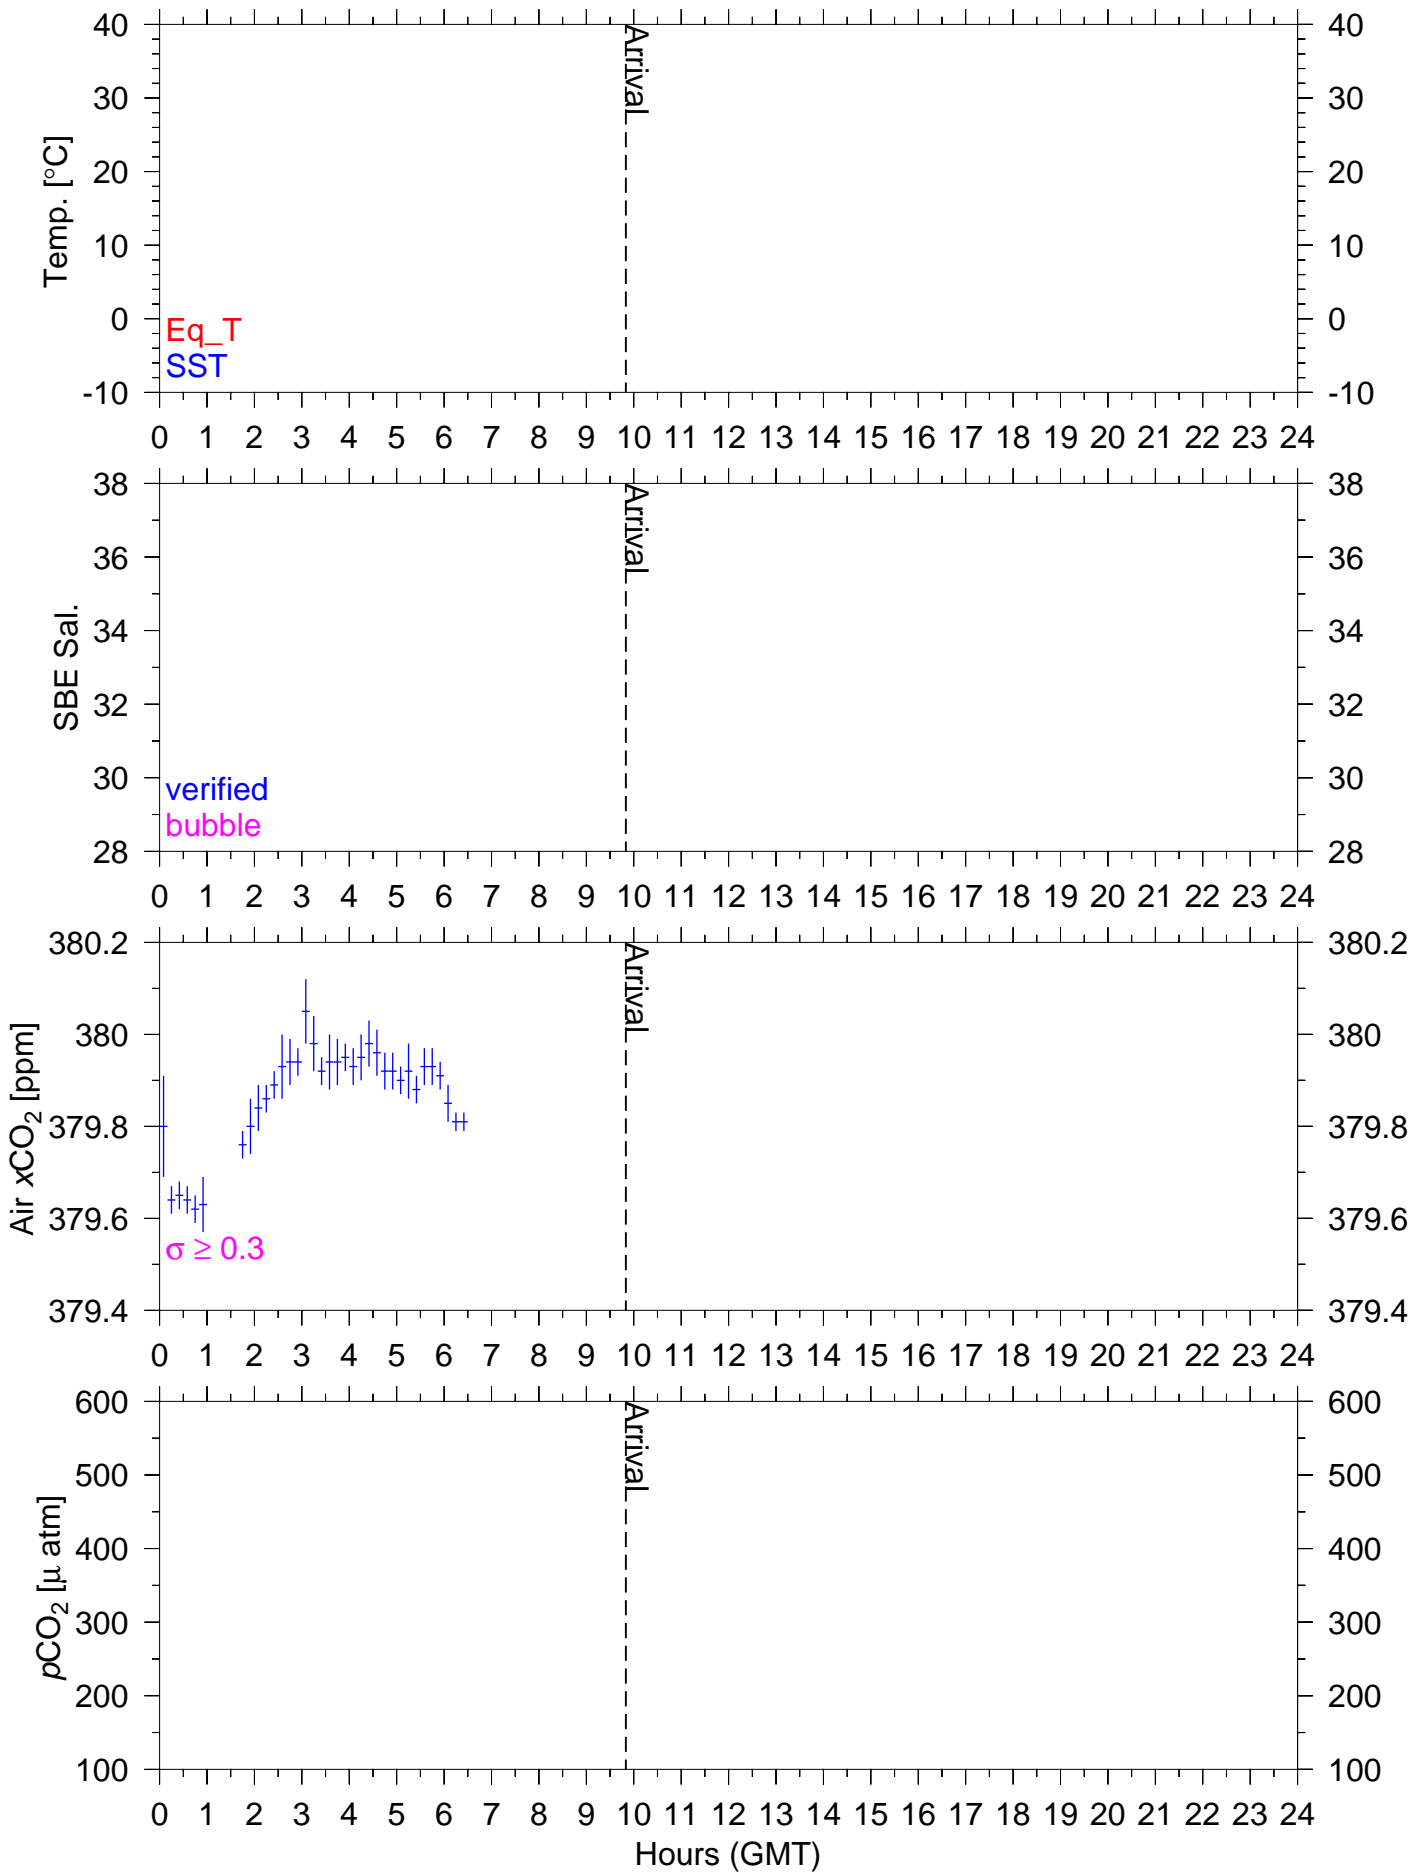 40 40
Arrival
30 30
20 20
Temp. [°C]
10 10
0 0
Eq_T
SST
-10 -10
0 1 2 3 4 5 6 7 8 9 10 11 12 13 14 15 16 17 18 19 20 21 22 23 24
38 38
Arrival
36 36
34 34
SBE Sal.
32 32
30 30
verified
bubble
28 28
0 1 2 3 4 5 6 7 8 9 10 11 12 13 14 15 16 17 18 19 20 21 22 23 24
380.2 380.2
Arrival
380 380
Air xCO₂ [ppm]
379.8 379.8
379.6 379.6
σ ≥ 0.3
379.4 379.4
0 1 2 3 4 5 6 7 8 9 10 11 12 13 14 15 16 17 18 19 20 21 22 23 24
600 600
Arrival
500 500
400 400
pCO₂ [μ atm]
300 300
200 200
100 100
0 1 2 3 4 5 6 7 8 9 10 11 12 13 14 15 16 17 18 19 20 21 22 23 24
Hours (GMT)